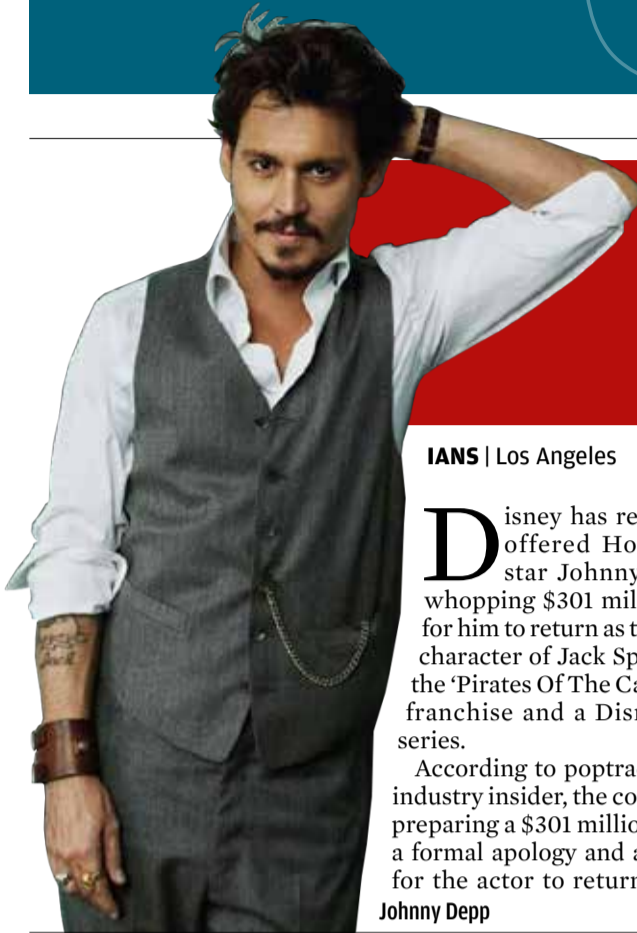 IANS | Los Angeles
Disney has re
offered Ho
star Johnny
whopping $301 mil
for him to return as t
character of Jack Sp
the ‘Pirates Of The Ca
franchise and a Disn
series.
According to poptra
industry insider, the co
preparing a $301 millio
a formal apology and a
for the actor to return
Johnny Depp